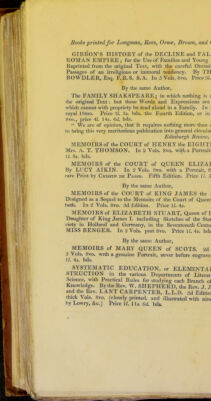 Books printed for Longman, Rees, Orme, Brown, and
GIBBON'S HISTORY of the DECLINE and FAL
ROMAN EMPIRE; for the Use of Families and Young
Reprinted from the original Text, with the careful Omissi
Passages of an irreligious or immoral tendency. By TH
BOWDLER, Esq. F.R.S. S.A. In 5 Vols. 8vo. Price
By the same Author,
The FAMILY SHAKSPEARE; in which nothing is
the original Text: but those Words and Expressions are
which cannot with propriety be read aloud in a Family. In
royal 18mo. Price 3l. 3s. bds. the Fourth Edition, or in
8vo., price 4l. 14s. 6d. bds.
" We are of opinion, that it requires nothing more than
to bring this very meritorious publication into general circulat
Edinburgh Review.
MEMOIRS of the COURT of HENRY the EIGHT
Mrs. A. T. THOMSON. In 2 Vols. 8vo. with a Portrait
1l. 8s. bds.
MEMOIRS of the COURT of QUEEN ELIZA
By LUCY AIKIN. In 2 Vols. 8vo. with a Portrait,
rare Print by Crispin de Passe. Fifth Edition. Price 1l.
By the same Author,
MEMOIRS of the COURT of KING JAMES the
Designed as a Sequel to the Memoirs of the Court of Queen
beth. In 2 Vols. 8vo. 3d Edition. Price 1l. 4s.
MEMOIRS of ELIZABETH STUART, Queen of
Daughter of King James I. including Sketches of the Stat
ciety in Holland and Germany, in the Seventeenth Centu
MISS BENGER. In 2 Vols. post 8vo. Price 1l. 4s. bds
By the same Author,
MEMOIRS of MARY QUEEN of SCOTS. 2d
2 Vols. 8vo. with a genuine Portrait, never before engrave
1l. 4s. bds.
SYSTEMATIC EDUCATION, or ELEMENTA
STRUCTION in the various Departments of Literat
Science, with Practical Rules for studying each Branch of
Knowledge. By the Rev. W. SHEPHERD, the Rev. J.
and the Rev. LANT CARPENTER, L.L.D. 3d Edition
thick Vols. 8vo. (closely printed, and illustrated with nine
by Lowry, &c.) Price 1l. 11s. 6d. bds.